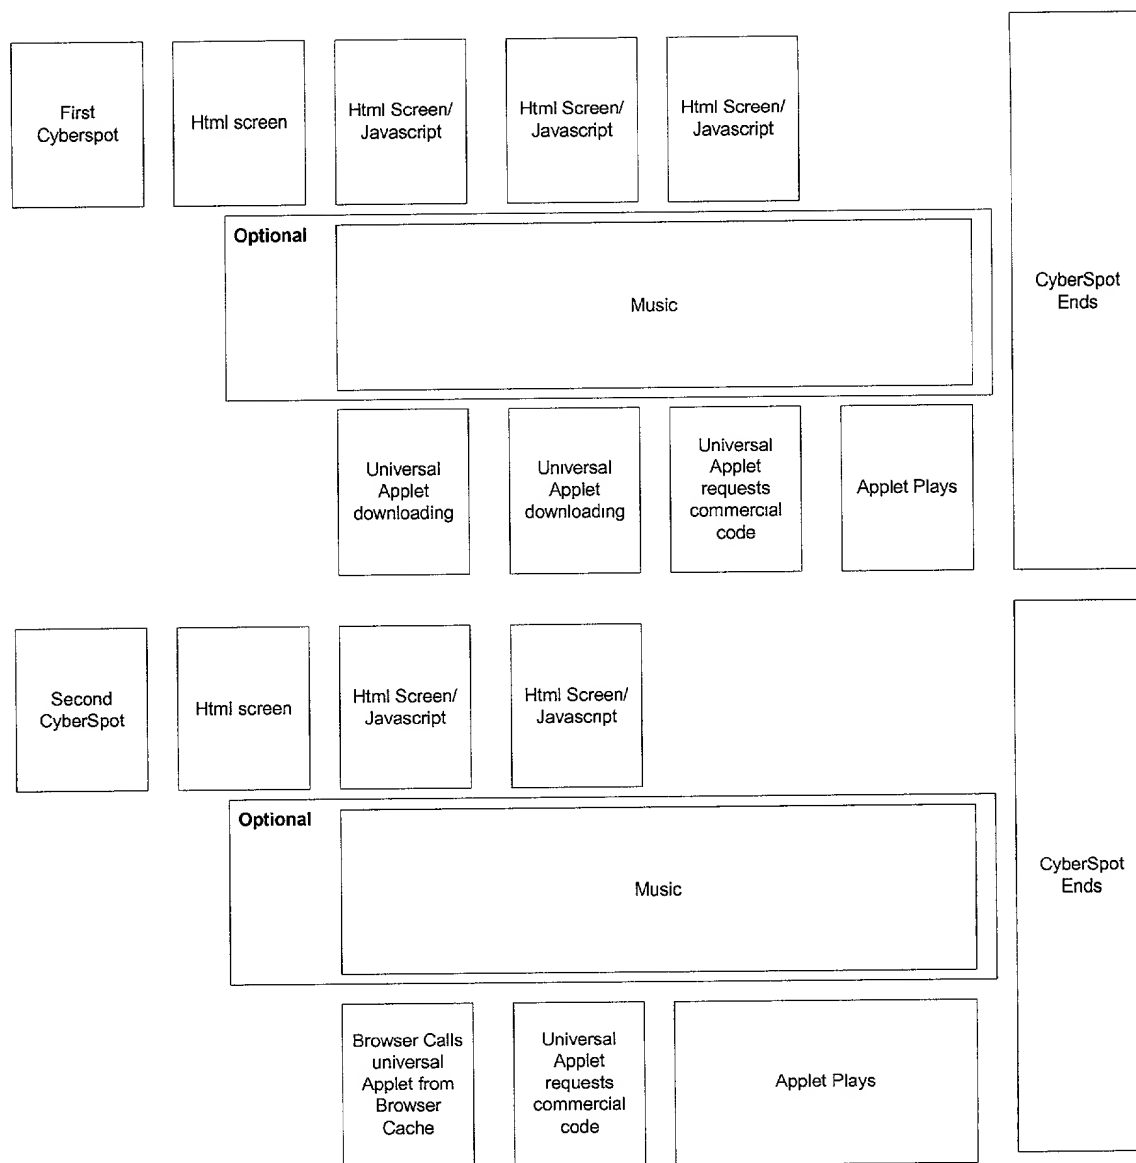 First
Cyberspot
Html screen
Html Screen/
Javascript
Html Screen/
Javascript
Html Screen/
Javascript
Optional
Music
CyberSpot
Ends
Universal
Applet
downloading
Universal
Applet
downloading
Universal
Applet
requests
commercial
code
Applet Plays
Second
CyberSpot
Html screen
Html Screen/
Javascript
Html Screen/
Javascript
Optional
Music
CyberSpot
Ends
Browser Calls
universal
Applet from
Browser
Cache
Universal
Applet
requests
commercial
code
Applet Plays